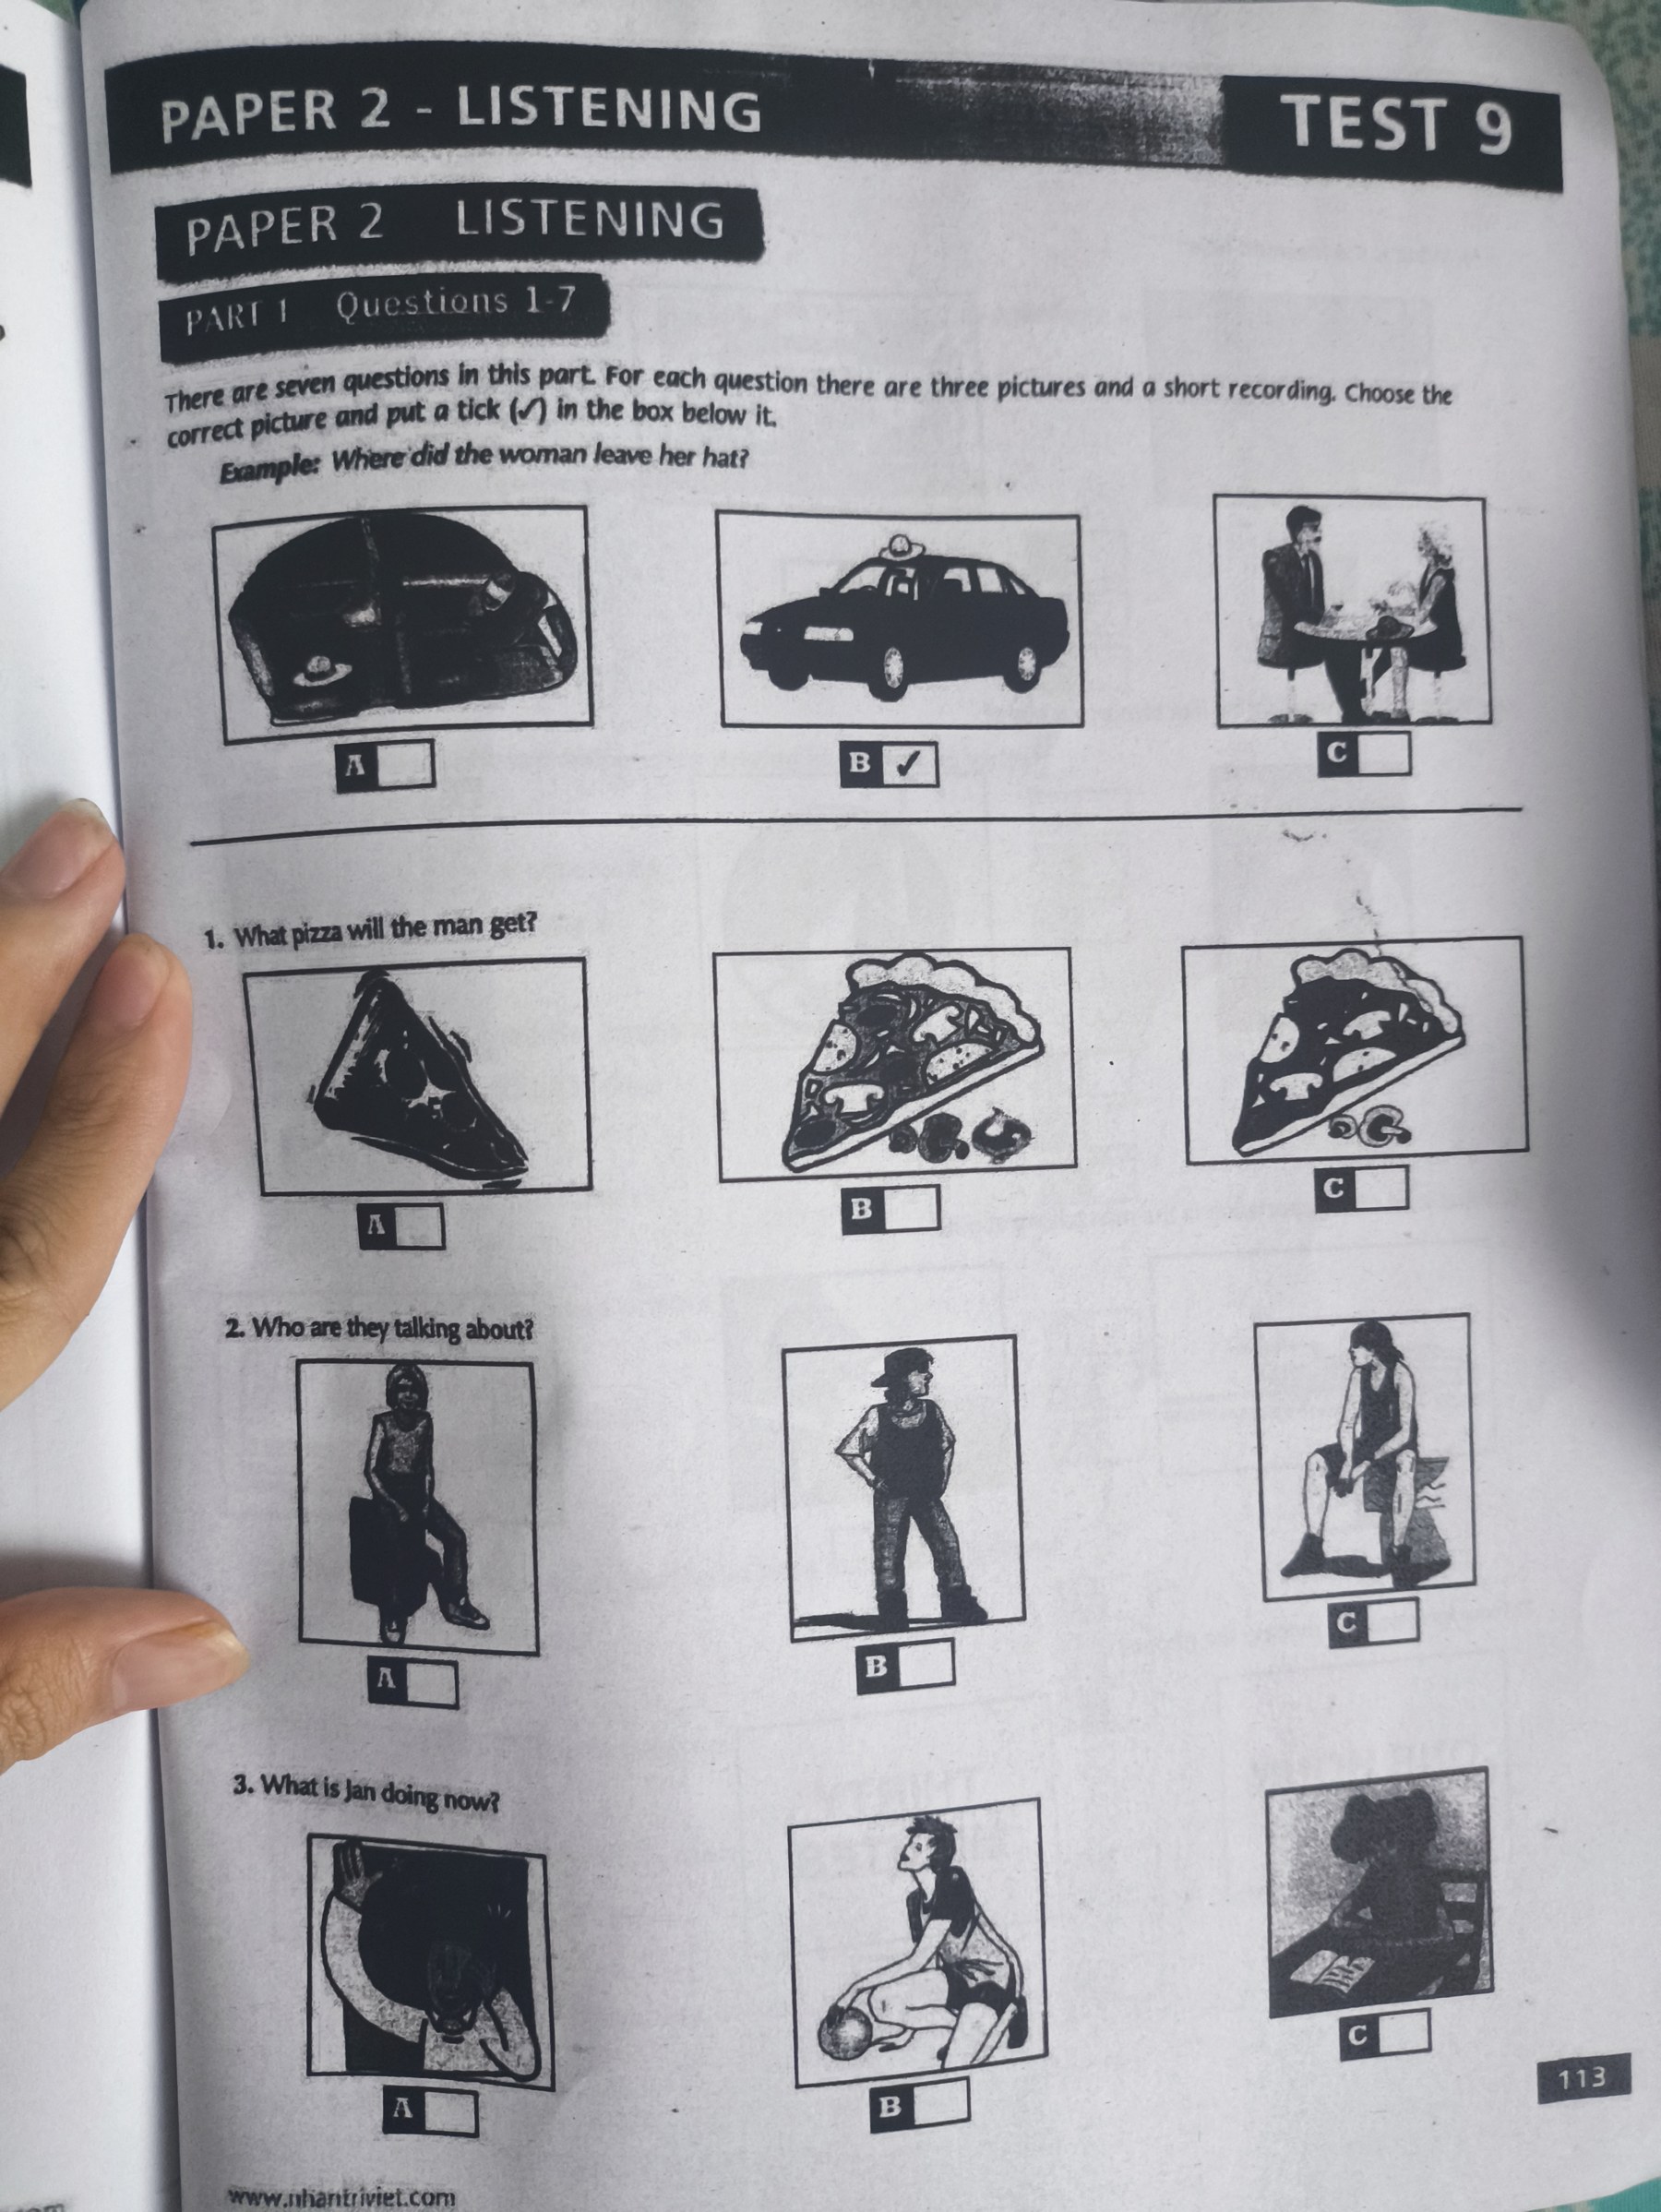 PAPER 2 - LISTENING
TEST 9
PAPER 2 LISTENING
PART 1 Questions 1-7
There are seven questions in this part. For each question there are three pictures and a short recording. Choose the
correct picture and put a tick (✓) in the box below it.
Example: Where did the woman leave her hat?
A
B ✓
C
1. What pizza will the man get?
A
B
C
2. Who are they talking about?
A
B
C
3. What is Jan doing now?
A
B
C
113
www.nhantriviet.com